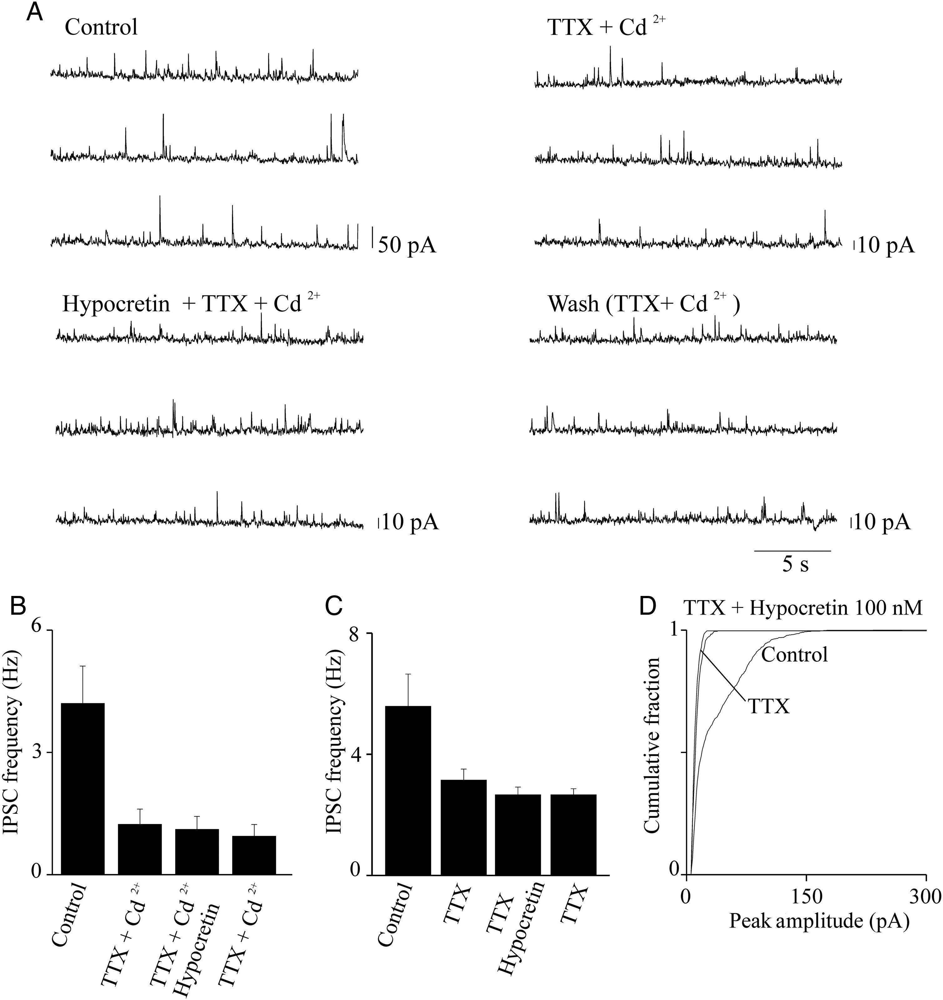 A
Control
TTX + Cd 2+
50 pA
10 pA
Hypocretin + TTX + Cd 2+
Wash (TTX+ Cd 2+ )
10 pA
10 pA
5 s
B
IPSC frequency (Hz)
6
3
0
Control
TTX + Cd 2+
TTX + Cd 2+
Hypocretin
TTX + Cd 2+
C
IPSC frequency (Hz)
8
4
0
Control
TTX
TTX
Hypocretin
TTX
D
TTX + Hypocretin 100 nM
Cumulative fraction
1
0
Control
TTX
0 150 300
Peak amplitude (pA)